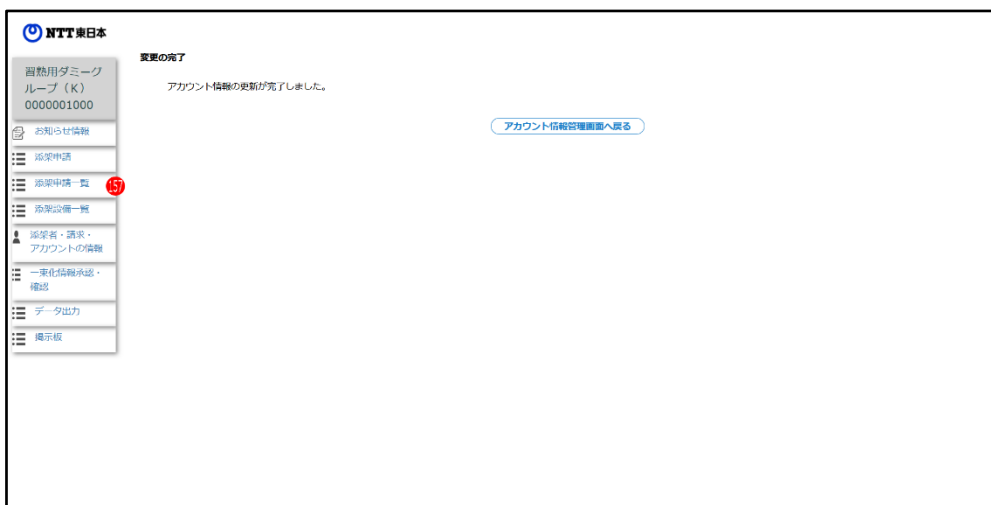 NTT東日本
習熟用ダミーグ
ループ（K）
0000001000
お知らせ情報
添架申請
添架申請一覧
157
添架設備一覧
添架者・請求・
アカウントの情報
一束化情報承認・
確認
データ出力
掲示板
変更の完了
アカウント情報の更新が完了しました。
アカウント情報管理画面へ戻る